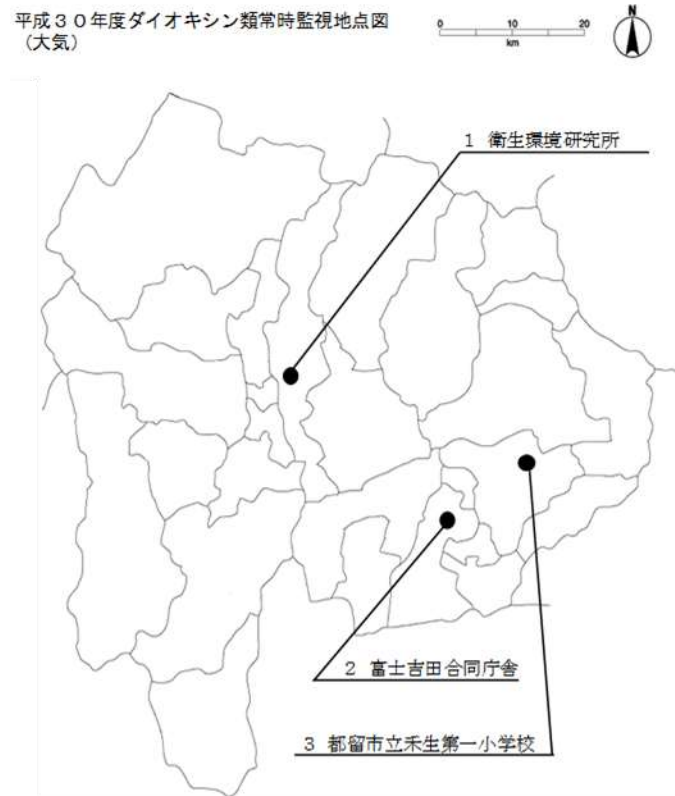 平成３０年度ダイオキシン類常時監視地点図
（大気）
0 10 20
km
N
1 衛生環境研究所
2 富士吉田合同庁舎
3 都留市立禾生第一小学校